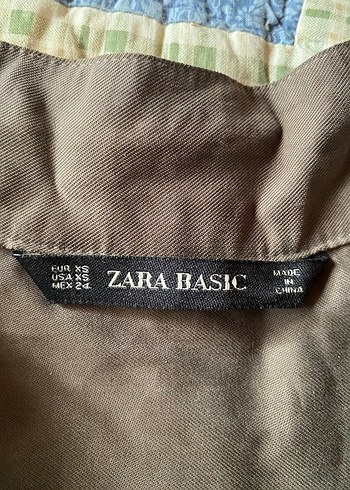 EUR XS
USA XS
MEX 24
ZARA BASIC
MADE
IN
CHINA